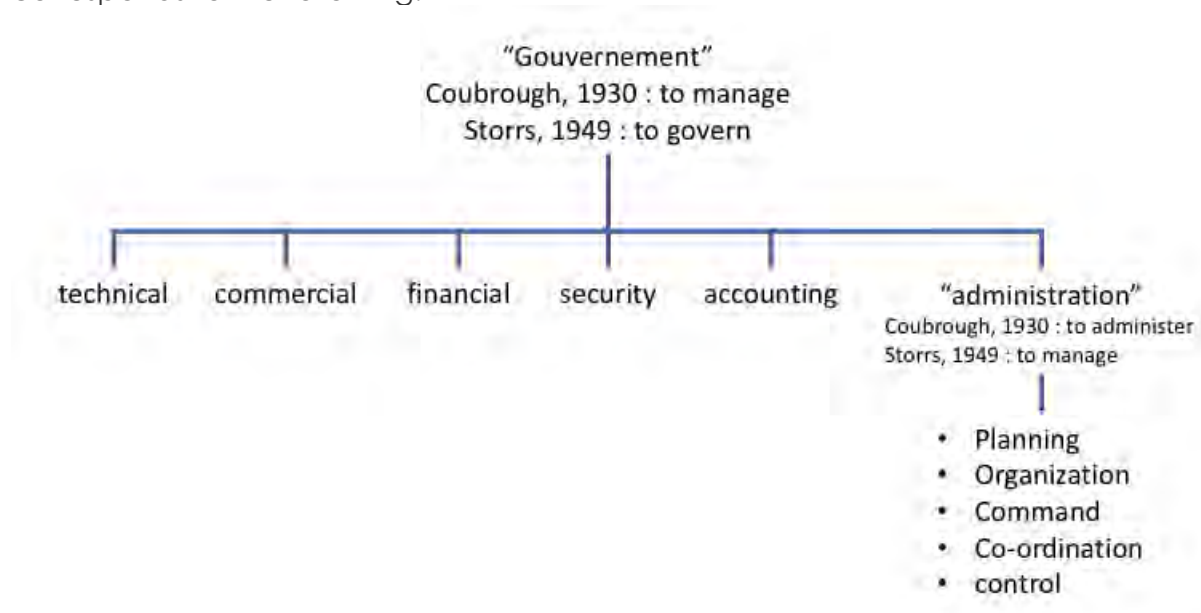 “Gouvernement”
Coubrough, 1930 : to manage
Storrs, 1949 : to govern
technical commercial financial security accounting “administration”
Coubrough, 1930 : to administer
Storrs, 1949 : to manage
• Planning
• Organization
• Command
• Co-ordination
• control